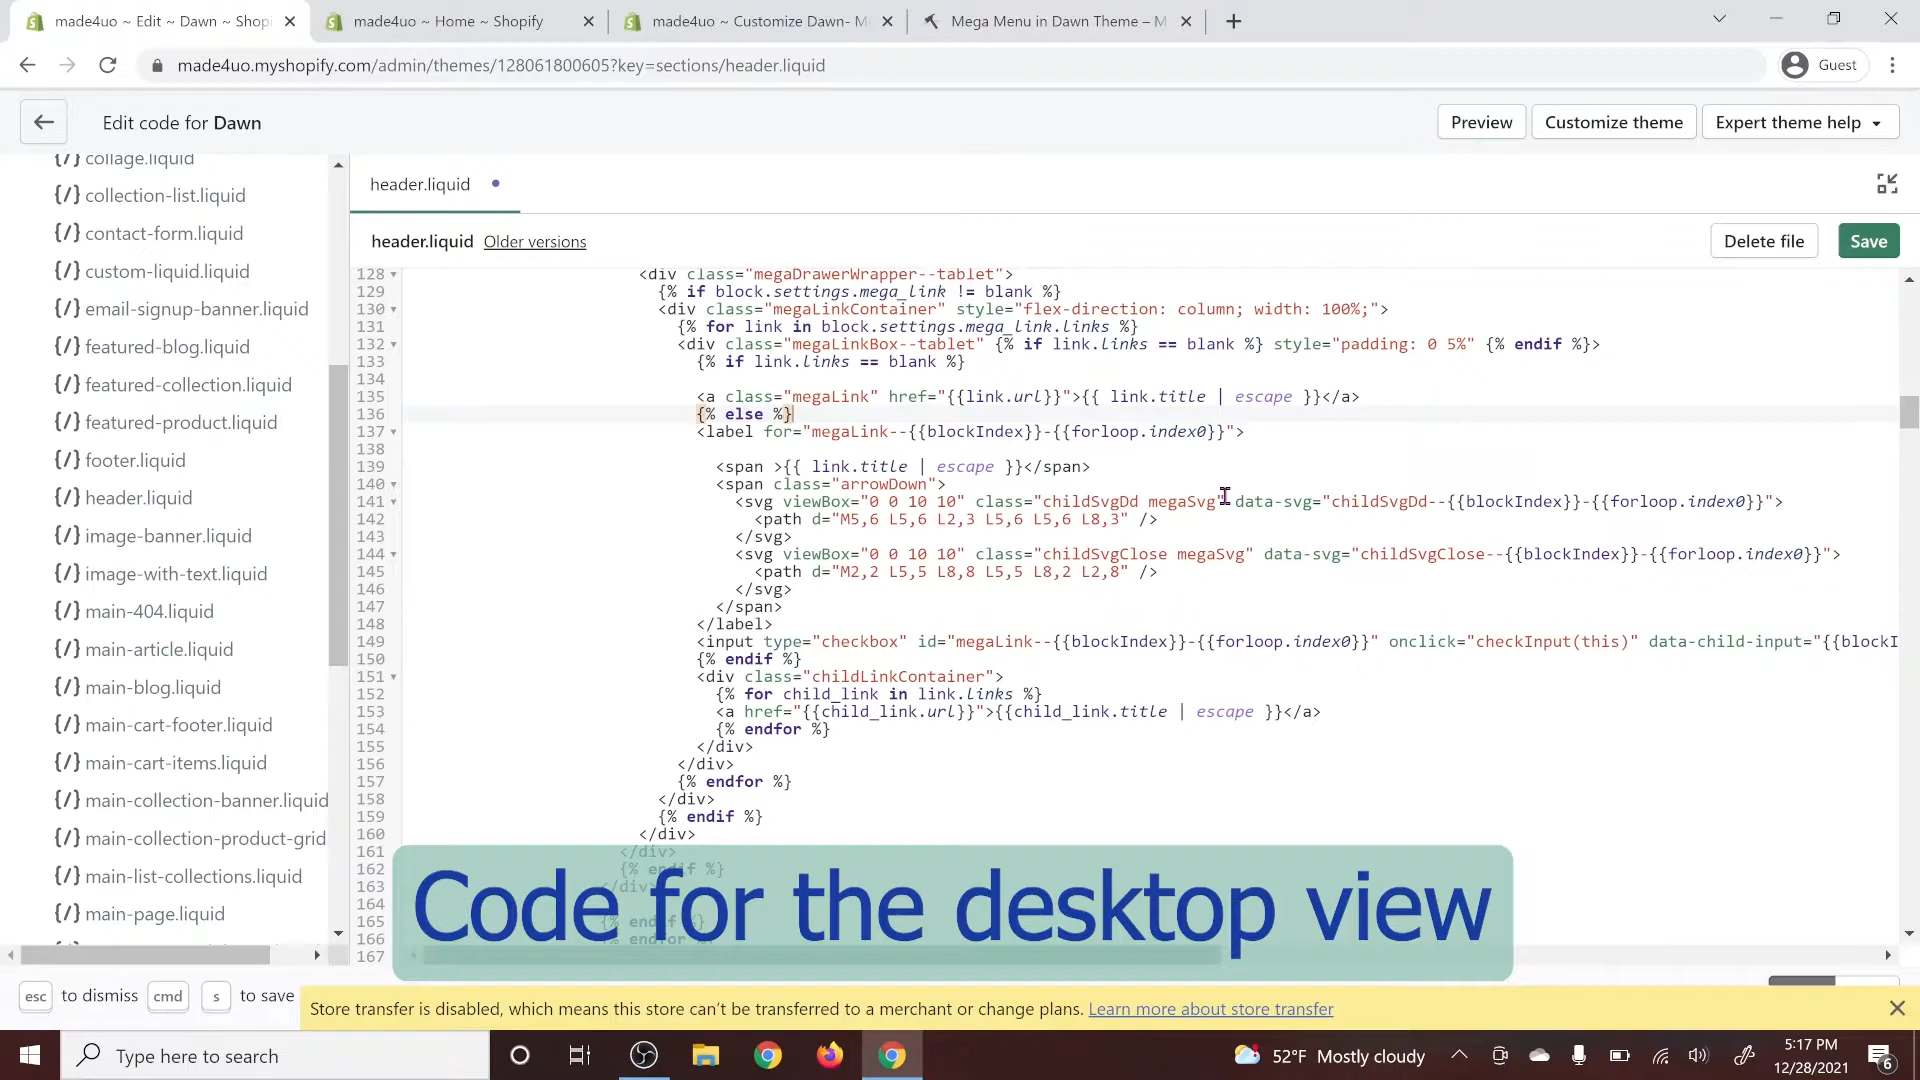 made4uo ~ Edit ~ Dawn ~ Shopi
made4uo ~ Home ~ Shopify
made4uo ~ Customize Dawn- M
Mega Menu in Dawn Theme – M
made4uo.myshopify.com/admin/themes/128061800605?key=sections/header.liquid
Guest
Edit code for Dawn
Preview
Customize theme
Expert theme help
{/} collage.liquid
{/} collection-list.liquid
{/} contact-form.liquid
{/} custom-liquid.liquid
{/} email-signup-banner.liquid
{/} featured-blog.liquid
{/} featured-collection.liquid
{/} featured-product.liquid
{/} footer.liquid
{/} header.liquid
{/} image-banner.liquid
{/} image-with-text.liquid
{/} main-404.liquid
{/} main-article.liquid
{/} main-blog.liquid
{/} main-cart-footer.liquid
{/} main-cart-items.liquid
{/} main-collection-banner.liquid
{/} main-collection-product-grid
{/} main-list-collections.liquid
{/} main-page.liquid
header.liquid
header.liquid Older versions
Delete file
Save
128 <div class="megaDrawerWrapper--tablet">
129 {% if block.settings.mega_link != blank %}
130 <div class="megaLinkContainer" style="flex-direction: column; width: 100%;">
131 {% for link in block.settings.mega_link.links %}
132 <div class="megaLinkBox--tablet" {% if link.links == blank %} style="padding: 0 5%" {% endif %}>
133 {% if link.links == blank %}
134
135 <a class="megaLink" href="{{link.url}}">{{ link.title | escape }}</a>
136 {% else %}
137 <label for="megaLink--{{blockIndex}}-{{forloop.index0}}">
138
139 <span >{{ link.title | escape }}</span>
140 <span class="arrowDown">
141 <svg viewBox="0 0 10 10" class="childSvgDd megaSvg" data-svg="childSvgDd--{{blockIndex}}-{{forloop.index0}}">
142 <path d="M5,6 L5,6 L2,3 L5,6 L5,6 L8,3" />
143 </svg>
144 <svg viewBox="0 0 10 10" class="childSvgClose megaSvg" data-svg="childSvgClose--{{blockIndex}}-{{forloop.index0}}">
145 <path d="M2,2 L5,5 L8,8 L5,5 L8,2 L2,8" />
146 </svg>
147 </span>
148 </label>
149 <input type="checkbox" id="megaLink--{{blockIndex}}-{{forloop.index0}}" onclick="checkInput(this)" data-child-input="{{blockI
150 {% endif %}
151 <div class="childLinkContainer">
152 {% for child_link in link.links %}
153 <a href="{{child_link.url}}">{{child_link.title | escape }}</a>
154 {% endfor %}
155 </div>
156 </div>
157 {% endfor %}
158 </div>
159 {% endif %}
160 </div>
161 </div>
162 {% endif %}
163 </div>
164
165 {% endif %}
166 {% endfor %}
167
Code for the desktop view
esc to dismiss cmd s to save
Store transfer is disabled, which means this store can't be transferred to a merchant or change plans. Learn more about store transfer
Type here to search
52°F Mostly cloudy
5:17 PM
12/28/2021
6